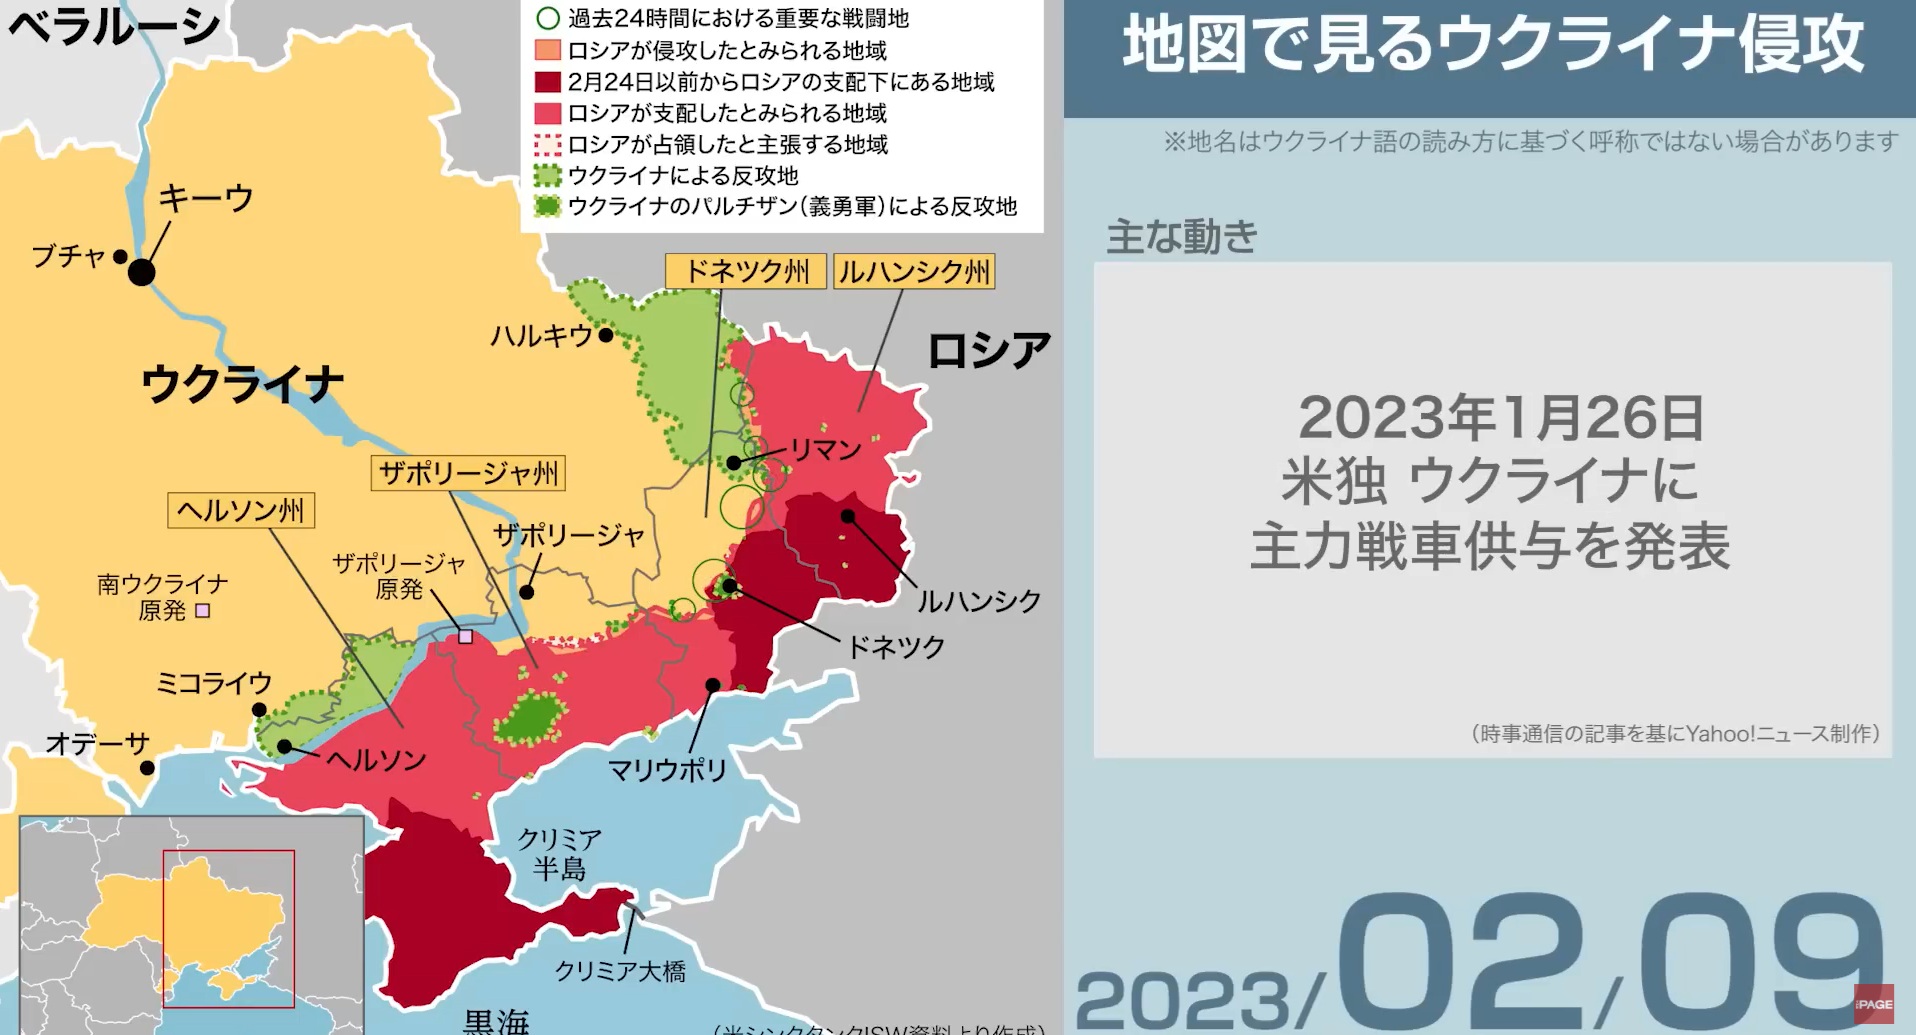 ベラルーシ
過去24時間における重要な戦闘地
ロシアが侵攻したとみられる地域
2月24日以前からロシアの支配下にある地域
ロシアが支配したとみられる地域
ロシアが占領したと主張する地域
ウクライナによる反攻地
ウクライナのパルチザン(義勇軍)による反攻地
キーウ
ブチャ
ドネツク州
ルハンシク州
ハルキウ
ロシア
ウクライナ
リマン
ザポリージャ州
ヘルソン州
ザポリージャ
ザポリージャ
原発
南ウクライナ
原発
ルハンシク
ドネツク
ミコライウ
オデーサ
ヘルソン
マリウポリ
クリミア
半島
クリミア大橋
黒海
(米シンクタンクISW資料より作成)
地図で見るウクライナ侵攻
※地名はウクライナ語の読み方に基づく呼称ではない場合があります
主な動き
2023年1月26日
米独 ウクライナに
主力戦車供与を発表
(時事通信の記事を基にYahoo!ニュース制作)
2023/02/09
THE PAGE